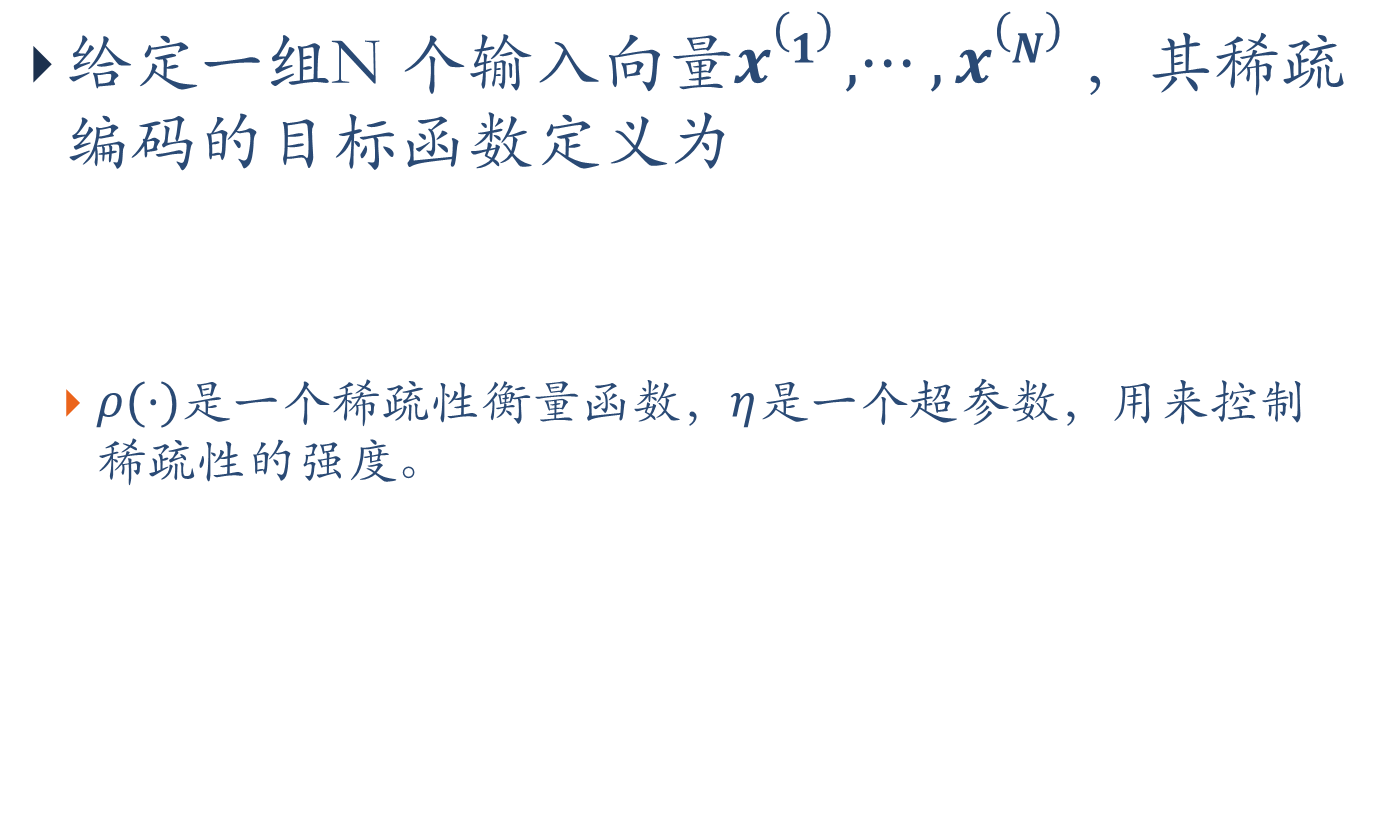 给定一组N 个输入向量𝒙⁽¹⁾,⋯,𝒙⁽ᴺ⁾，其稀疏
编码的目标函数定义为
𝜌(⋅)是一个稀疏性衡量函数，𝜂是一个超参数，用来控制
稀疏性的强度。